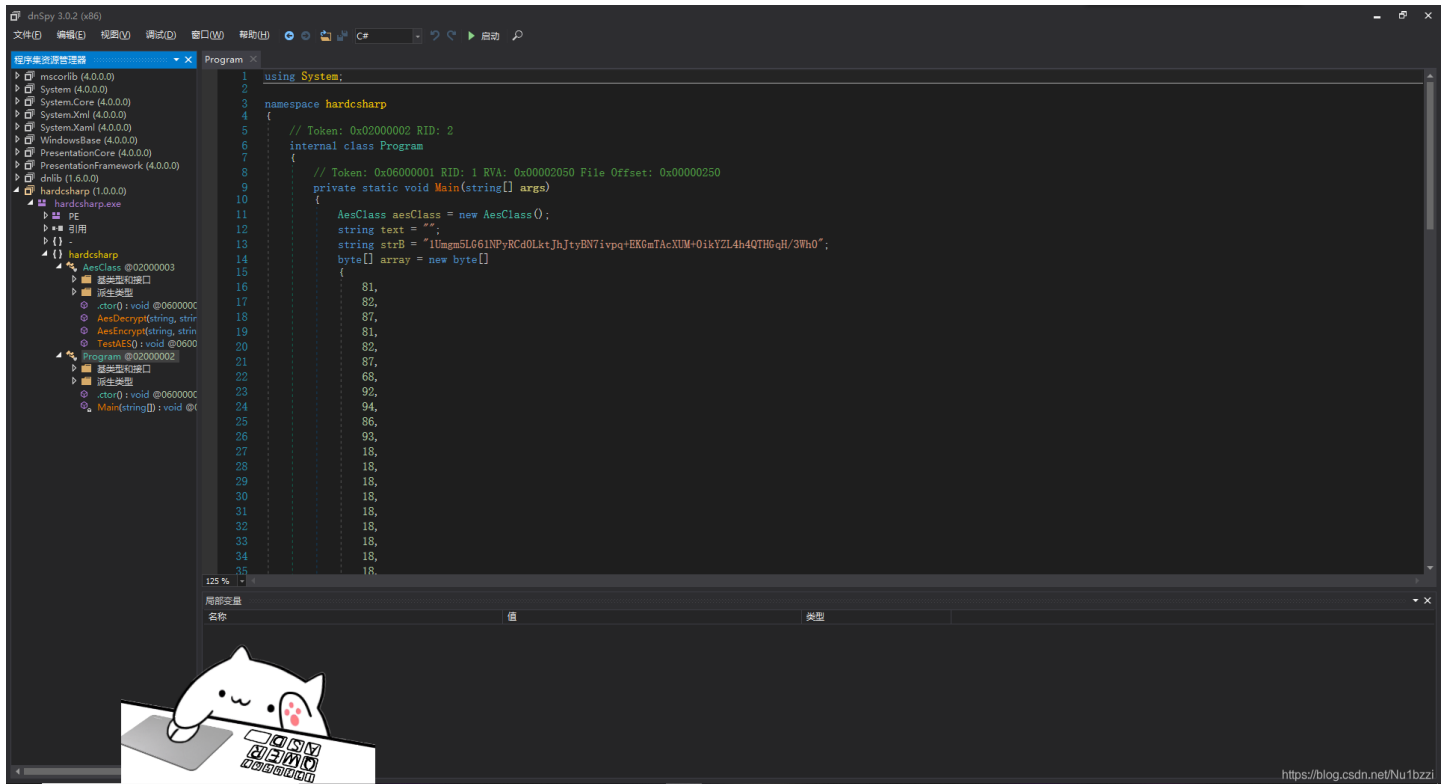 dnSpy 3.0.2 (x86)
文件(F) 编辑(E) 视图(V) 调试(D) 窗口(W) 帮助(H) C# 启动
程序集资源管理器
mscorlib (4.0.0.0)
System (4.0.0.0)
System.Core (4.0.0.0)
System.Xml (4.0.0.0)
System.Xaml (4.0.0.0)
WindowsBase (4.0.0.0)
PresentationCore (4.0.0.0)
PresentationFramework (4.0.0.0)
dnlib (1.6.0.0)
hardcsharp (1.0.0.0)
hardcsharp.exe
PE
引用
{} -
{} hardcsharp
AesClass @02000003
基类型和接口
派生类型
.ctor() : void @060000C
AesDecrypt(string, strin
AesEncrypt(string, strin
TestAES() : void @0600
Program @02000002
基类型和接口
派生类型
.ctor() : void @060000C
Main(string[]) : void @(
Program
1 using System;
2
3 namespace hardcsharp
4 {
5 // Token: 0x02000002 RID: 2
6 internal class Program
7 {
8 // Token: 0x06000001 RID: 1 RVA: 0x00002050 File Offset: 0x00000250
9 private static void Main(string[] args)
10 {
11 AesClass aesClass = new AesClass();
12 string text = "";
13 string strB = "1Umgm5LG6lNPyRCd0LktJhJtyBN7ivpq+EKGmTAcXUM+0ikYZL4h4QTHGqH/3Wh0";
14 byte[] array = new byte[]
15 {
16 81,
17 82,
18 87,
19 81,
20 82,
21 87,
22 68,
23 92,
24 94,
25 86,
26 93,
27 18,
28 18,
29 18,
30 18,
31 18,
32 18,
33 18,
34 18,
35 18,
125 %
局部变量
名称 值 类型
https://blog.csdn.net/Nu1bzzi